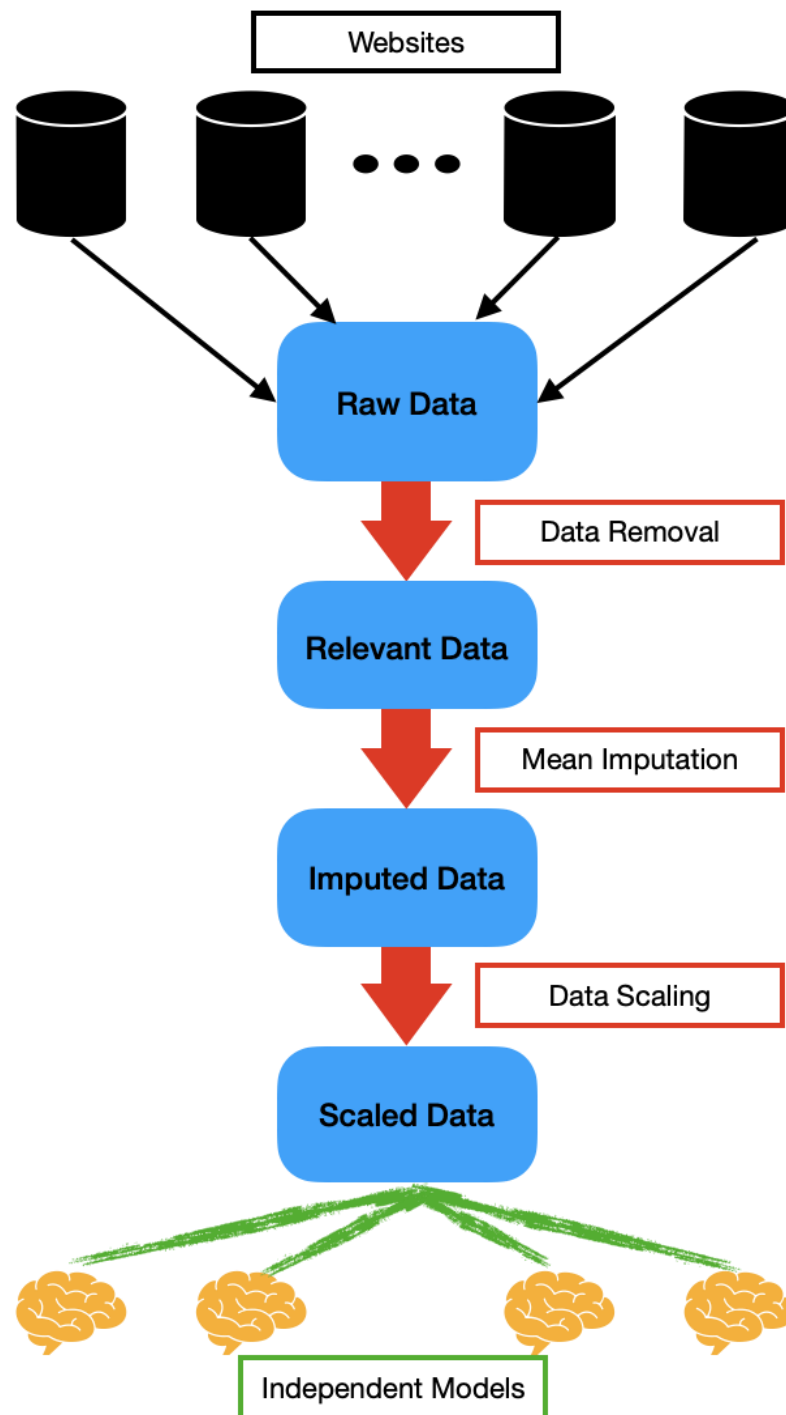 Websites
Raw Data
Data Removal
Relevant Data
Mean Imputation
Imputed Data
Data Scaling
Scaled Data
Independent Models